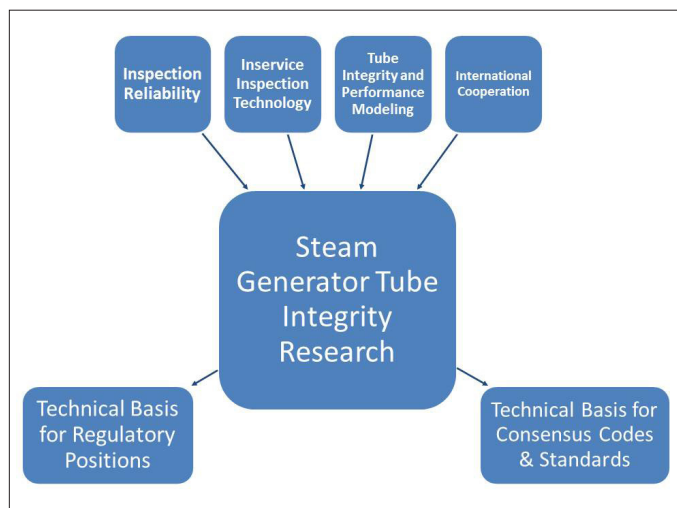 Inspection
Reliability
Inservice
Inspection
Technology
Tube
Integrity and
Performance
Modeling
International
Cooperation
Steam
Generator Tube
Integrity
Research
Technical Basis
for Regulatory
Positions
Technical Basis for
Consensus Codes
& Standards